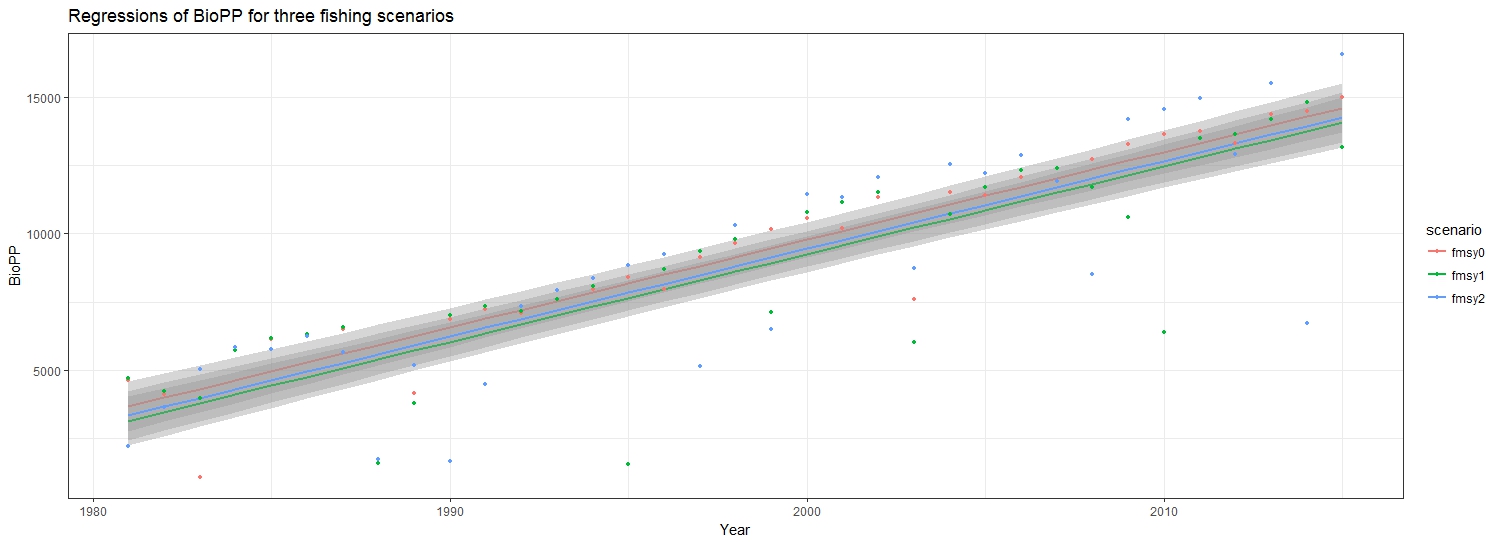 Regressions of BioPP for three fishing scenarios
15000
10000
5000
BioPP
1980
1990
2000
2010
Year
scenario
fmsy0
fmsy1
fmsy2